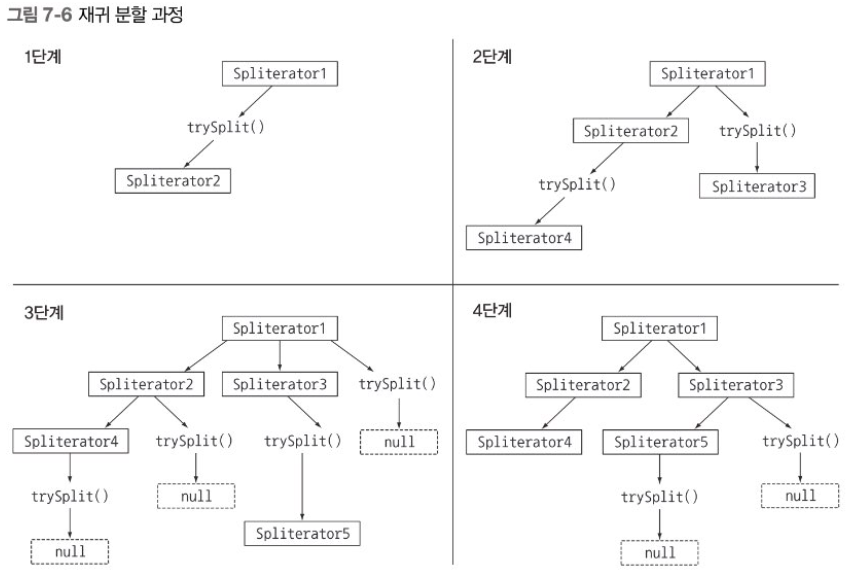 그림 7-6 재귀 분할 과정
1단계
Spliterator1
trySplit()
Spliterator2
2단계
Spliterator1
Spliterator2 trySplit()
trySplit() Spliterator3
Spliterator4
3단계
Spliterator1
Spliterator2 Spliterator3 trySplit()
Spliterator4 trySplit() trySplit() null
trySplit() null
Spliterator5
null
4단계
Spliterator1
Spliterator2 Spliterator3
Spliterator4 Spliterator5 trySplit()
trySplit() null
null